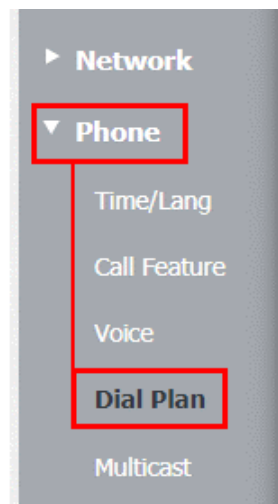 Network
Phone
Time/Lang
Call Feature
Voice
Dial Plan
Multicast